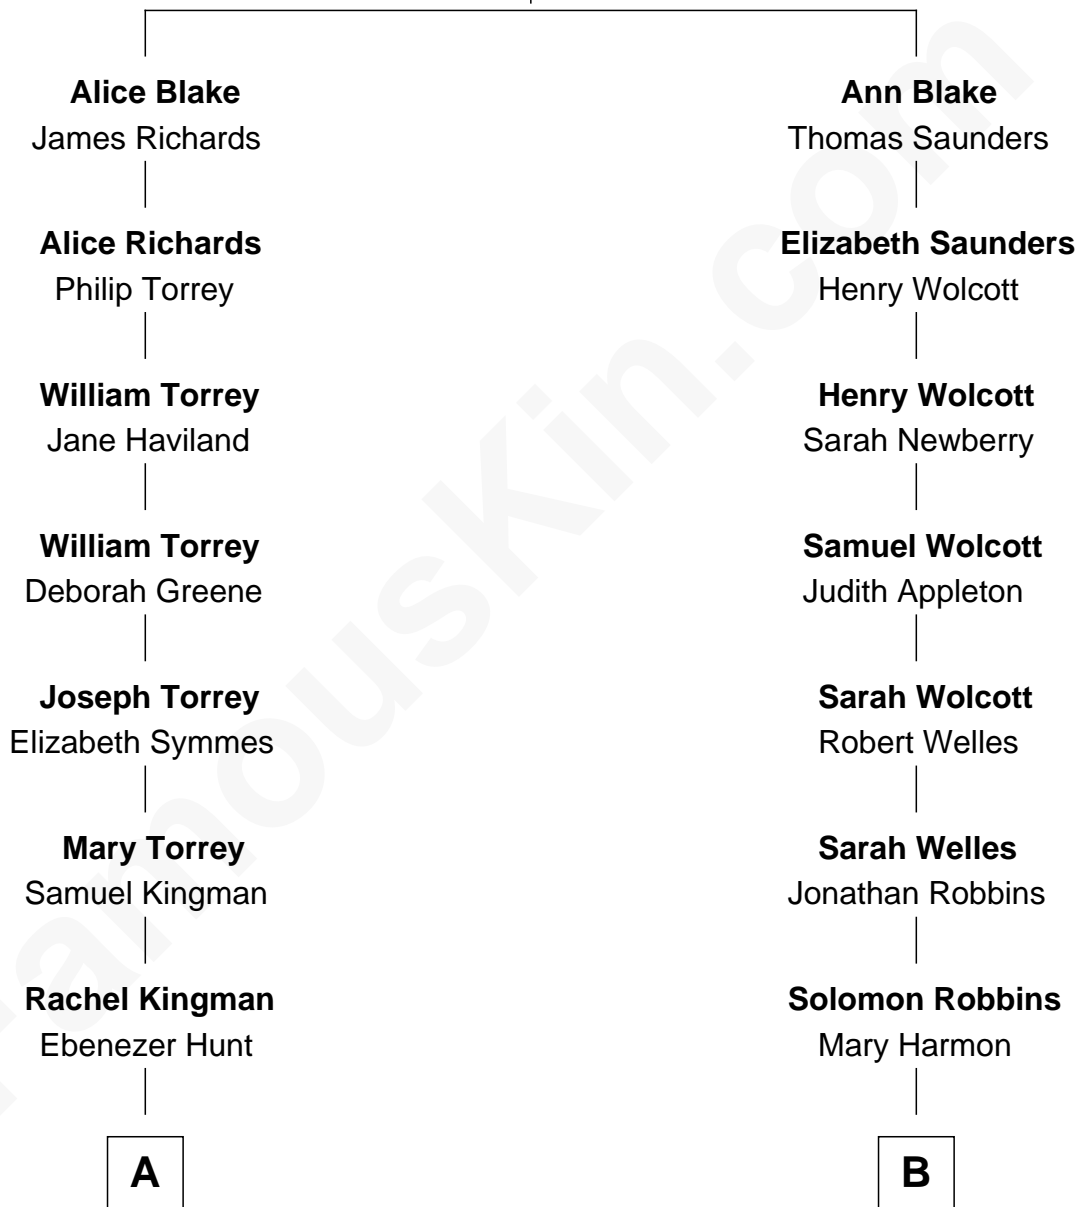 Alice Blake
James Richards
Ann Blake
Thomas Saunders
Alice Richards
Philip Torrey
Elizabeth Saunders
Henry Wolcott
William Torrey
Jane Haviland
Henry Wolcott
Sarah Newberry
William Torrey
Deborah Greene
Samuel Wolcott
Judith Appleton
Joseph Torrey
Elizabeth Symmes
Sarah Wolcott
Robert Welles
Mary Torrey
Samuel Kingman
Sarah Welles
Jonathan Robbins
Rachel Kingman
Ebenezer Hunt
Solomon Robbins
Mary Harmon
A
B
FamousKin.com